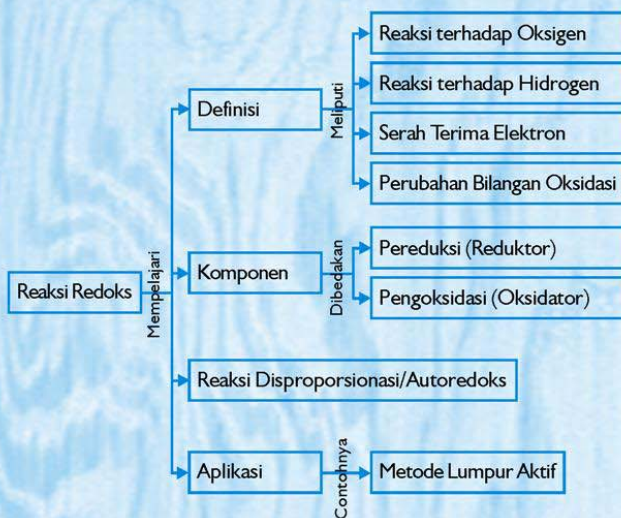 Reaksi Redoks
Mempelajari
Definisi
Meliputi
Reaksi terhadap Oksigen
Reaksi terhadap Hidrogen
Serah Terima Elektron
Perubahan Bilangan Oksidasi
Komponen
Dibedakan
Pereduksi (Reduktor)
Pengoksidasi (Oksidator)
Reaksi Disproporsionasi/Autoredoks
Aplikasi
Contohnya
Metode Lumpur Aktif